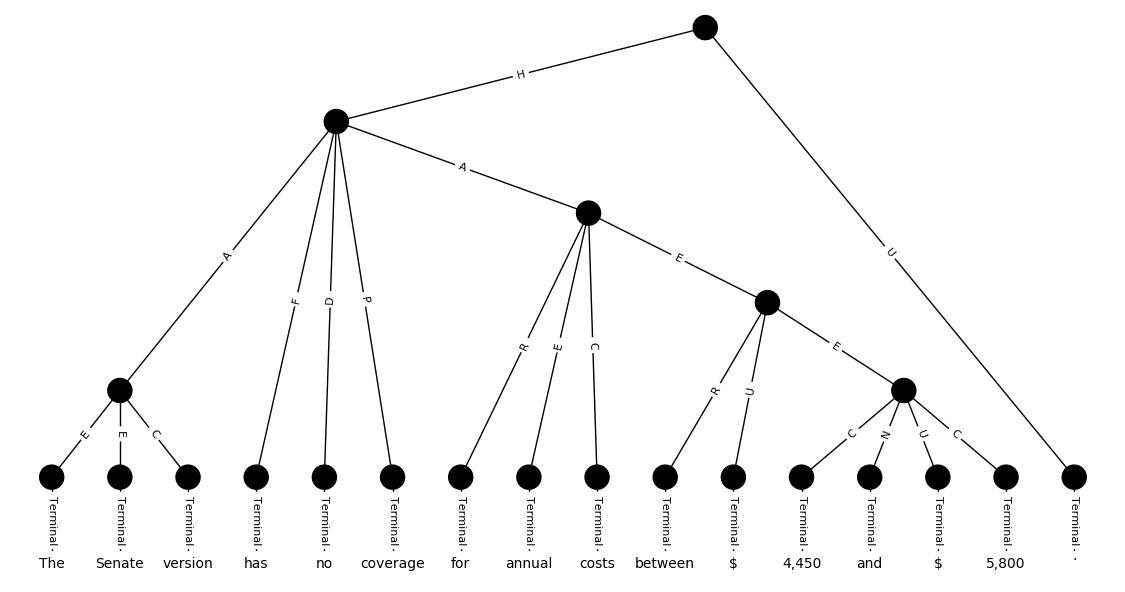 H
A
A
E
A
F
D
P
R
E
C
E
U
R
U
E
E
C
C
N
U
C
Terminal. Terminal. Terminal. Terminal. Terminal. Terminal. Terminal. Terminal. Terminal. Terminal. Terminal. Terminal. Terminal. Terminal. Terminal. Terminal.
The Senate version has no coverage for annual costs between $ 4,450 and $ 5,800 .